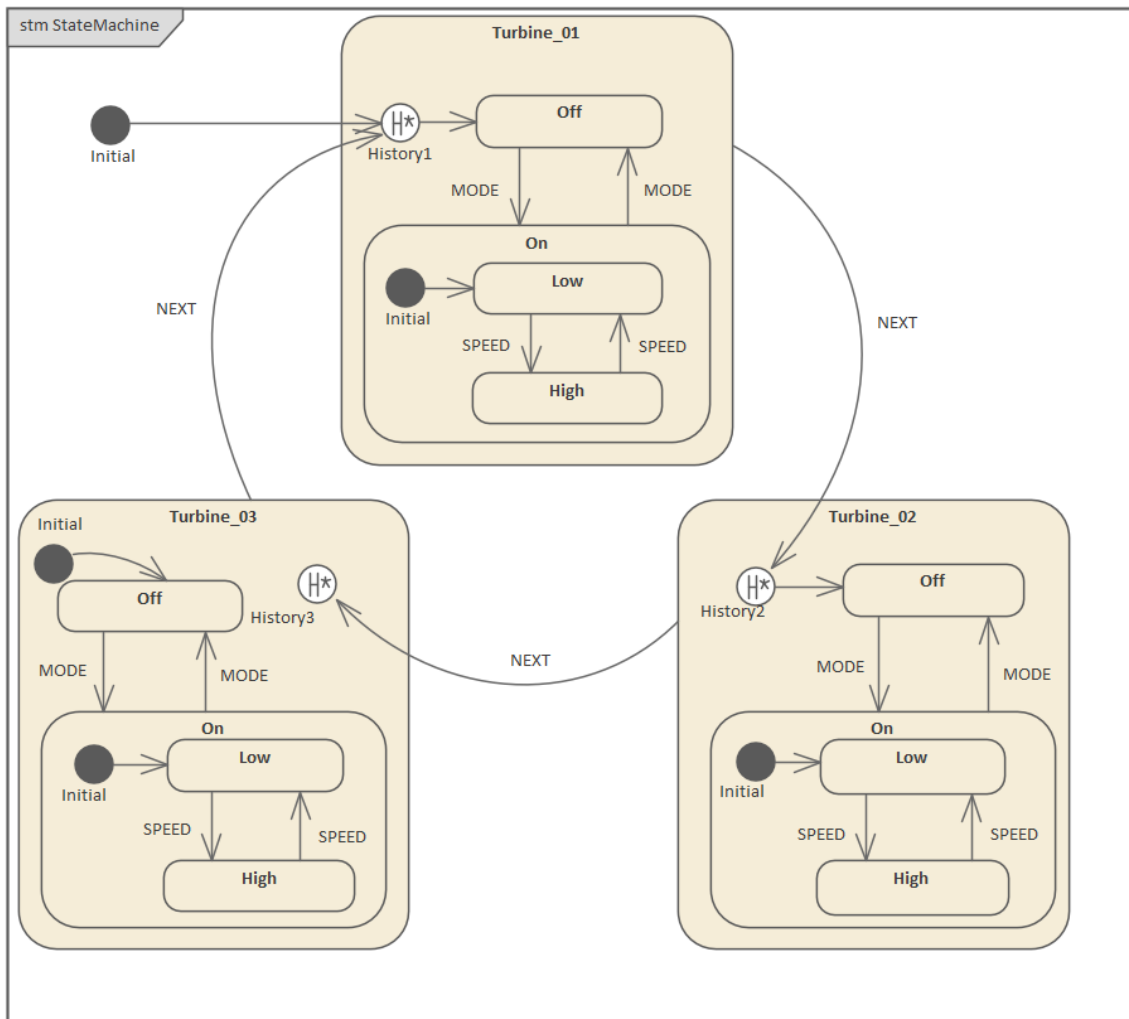 stm StateMachine
Turbine_01
Initial
H*
History1
Off
MODE
MODE
On
Initial
Low
SPEED
SPEED
High
NEXT
NEXT
Turbine_03
Initial
Off
H*
History3
MODE
MODE
On
Initial
Low
SPEED
SPEED
High
NEXT
Turbine_02
H*
History2
Off
MODE
MODE
On
Initial
Low
SPEED
SPEED
High